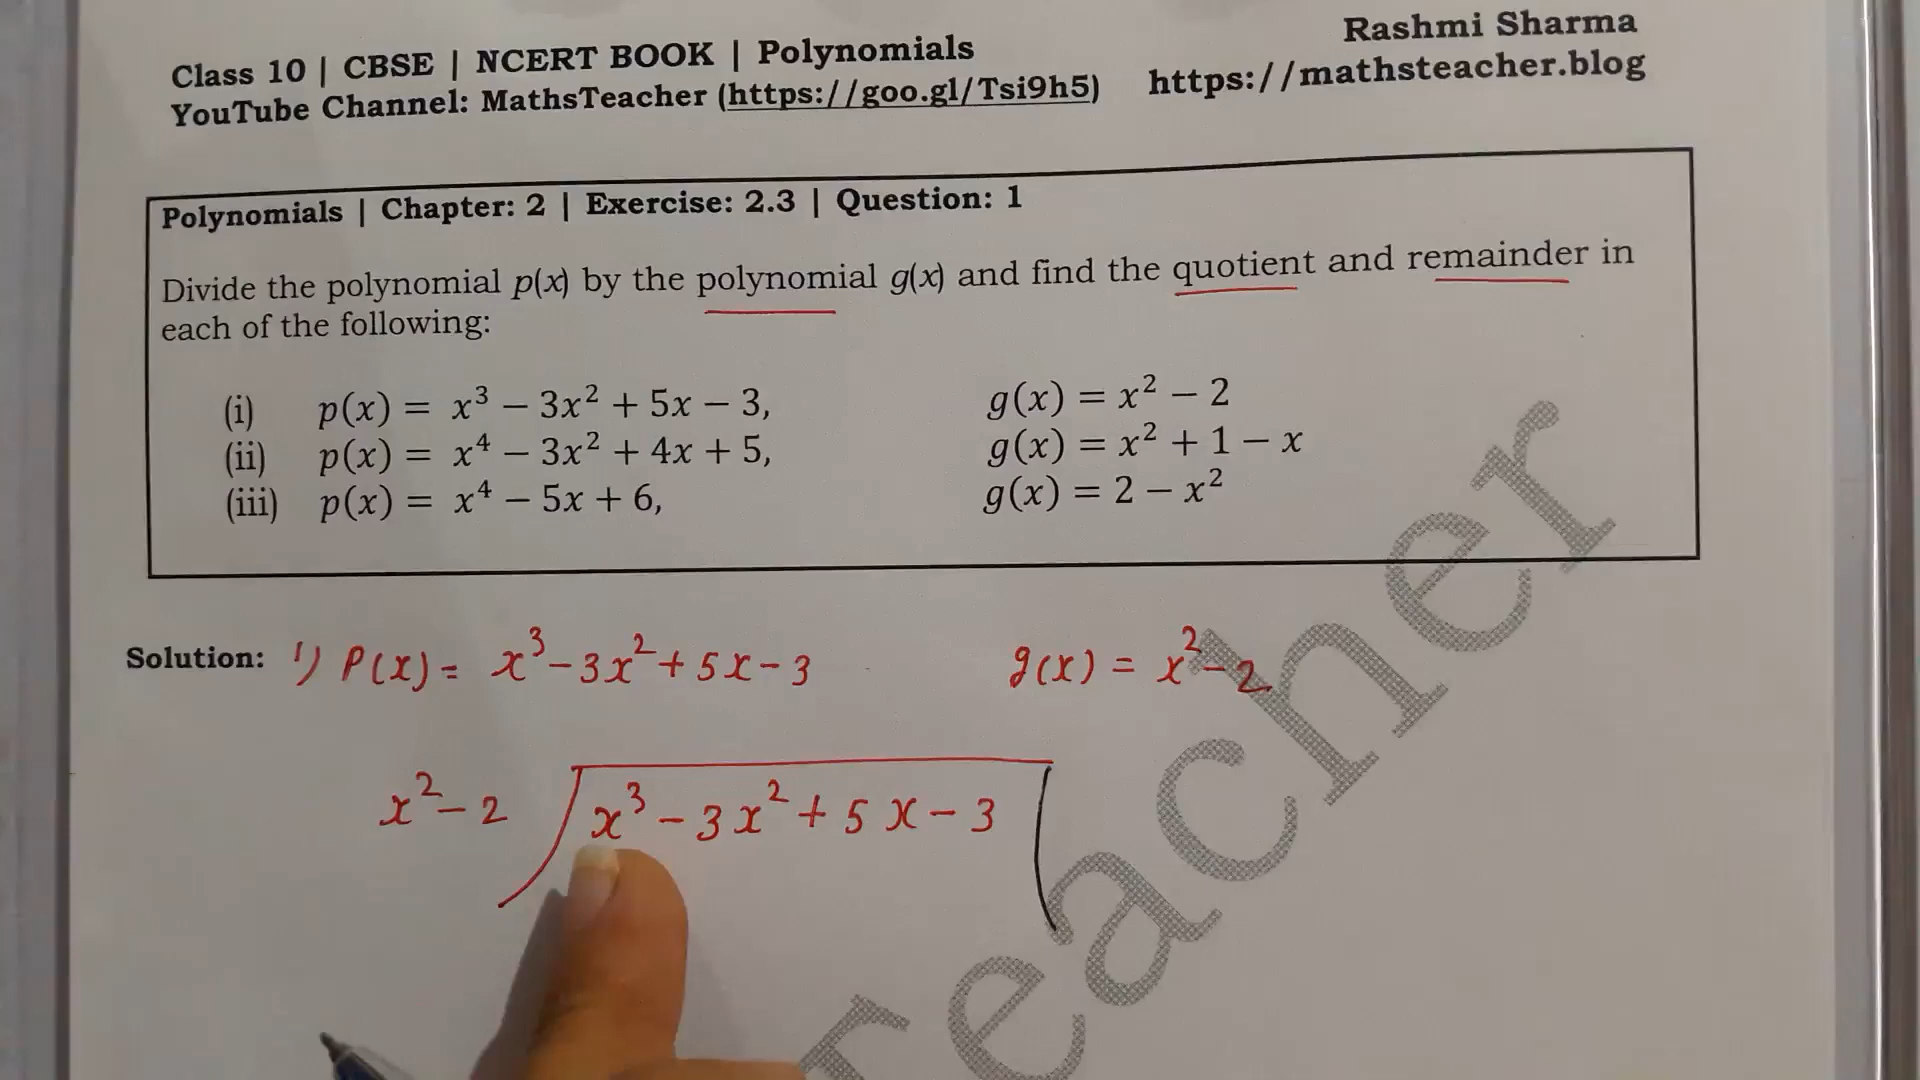 Class 10 | CBSE | NCERT BOOK | Polynomials
Rashmi Sharma
YouTube Channel: MathsTeacher (https://goo.gl/Tsi9h5)
https://mathsteacher.blog
Polynomials | Chapter: 2 | Exercise: 2.3 | Question: 1
Divide the polynomial p(x) by the polynomial g(x) and find the quotient and remainder in
each of the following:
(i) p(x) = x³ − 3x² + 5x − 3, g(x) = x² − 2
(ii) p(x) = x⁴ − 3x² + 4x + 5, g(x) = x² + 1 − x
(iii) p(x) = x⁴ − 5x + 6, g(x) = 2 − x²
Solution: 1) P(x) = x³ − 3x² + 5x − 3 g(x) = x² − 2
x² − 2 x³ − 3x² + 5x − 3
reacher